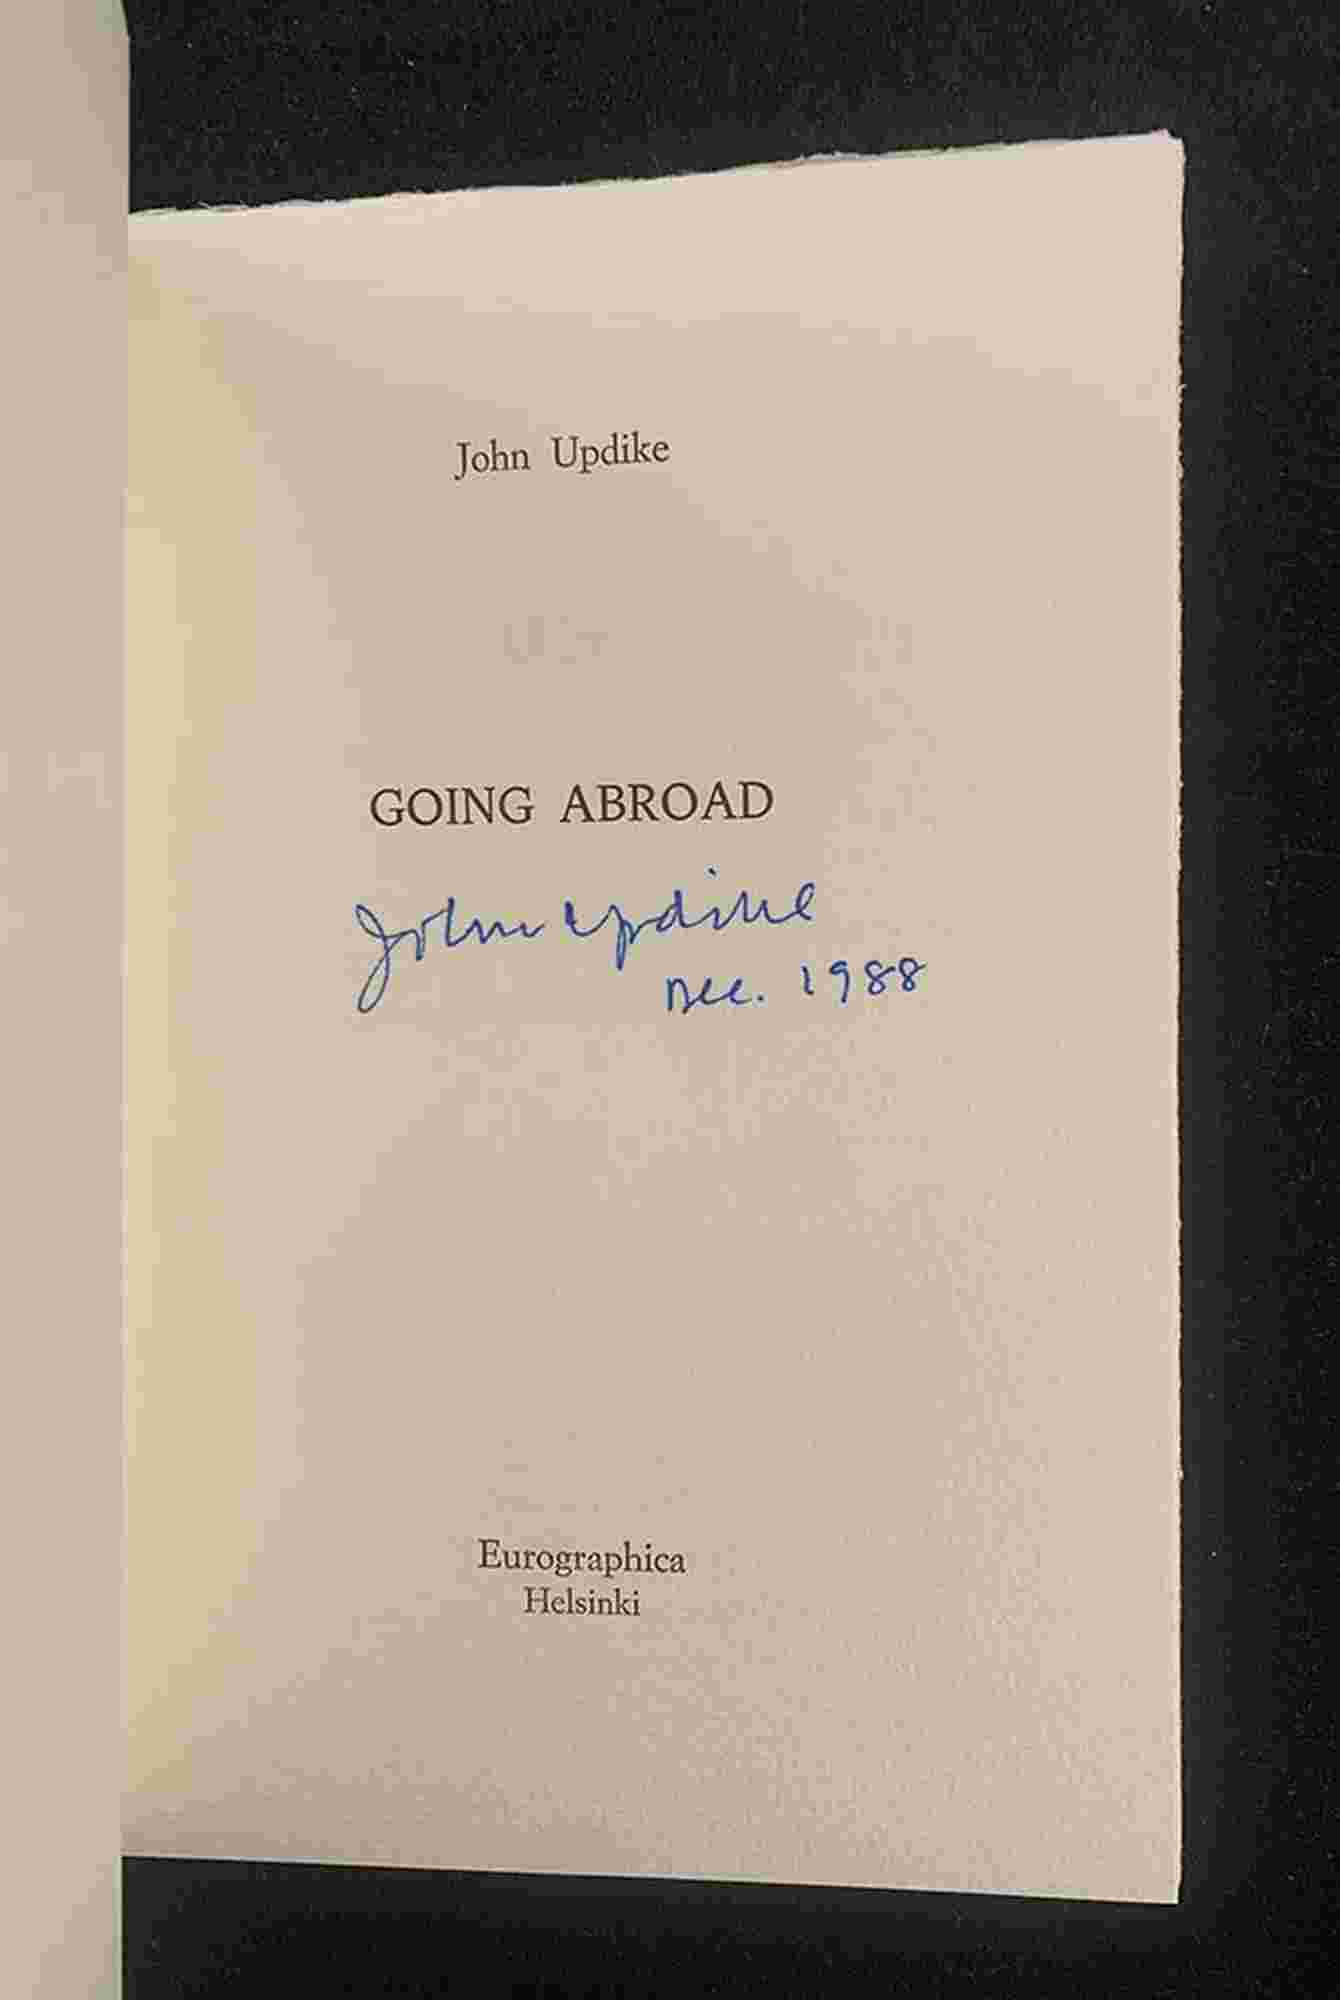 John Updike
GOING ABROAD
John Updike
Dec. 1988
Eurographica
Helsinki